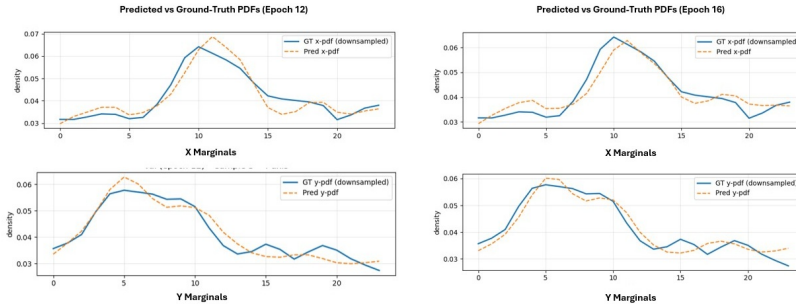 Predicted vs Ground-Truth PDFs (Epoch 12)
0.07
0.06
0.05
0.04
0.03
density
GT x-pdf (downsampled)
Pred x-pdf
0 5 10 15 20
X Marginals
0.06
0.05
0.04
0.03
density
GT y-pdf (downsampled)
Pred y-pdf
0 5 10 15 20
Y Marginals
Predicted vs Ground-Truth PDFs (Epoch 16)
0.06
0.05
0.04
0.03
density
GT x-pdf (downsampled)
Pred x-pdf
0 5 10 15 20
X Marginals
0.06
0.05
0.04
0.03
density
GT y-pdf (downsampled)
Pred y-pdf
0 5 10 15 20
Y Marginals